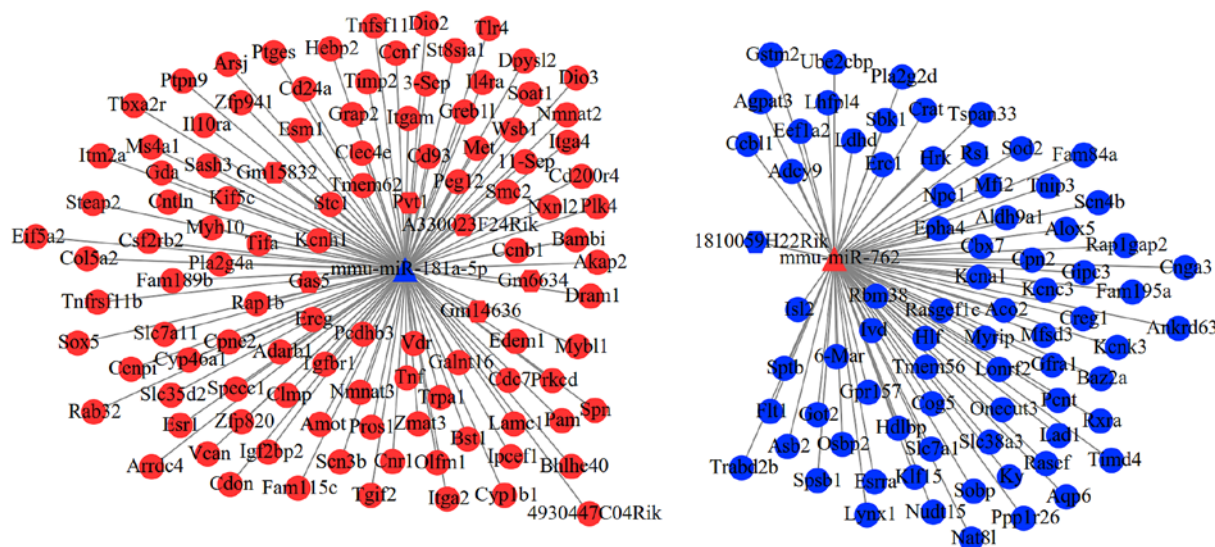 Tnfsf11
Dio2
Tlr4
Hebp2
Ccnf
St8sia1
Ptges
Arsj
Timp2
3-Sep
Il4ra
Dpysl2
Dio3
Ptpn9
Cd24a
Soat1
Tbxa2r
Zfp941
Grap2
Itgam
Greb1l
Nmnat2
Il10ra
Esm1
Wsb1
Itga4
Ms4a1
Clec4e
Cd93
Met
11-Sep
Itm2a
Sash3
Gm15832
Peg12
Cd200r4
Gda
Tmem62
Smc2
Steap2
Cntln
Kif5c
Stc1
Pvt1
Nxnl2
Plk4
Myh10
A330023F24Rik
Eif5a2
Csf2rb2
Tifa
Kcnh1
Ccnb1
Bambi
Col5a2
Pla2g4a
mmu-miR-181a-5p
Akap2
Fam189b
Gas5
Gm6634
Tnfrsf11b
Rap1b
Dram1
Ereg
Gm14636
Sox5
Slc7a11
Pcdhb3
Edem1
Mybl1
Cpne2
Vdr
Ccnpi
Cyp46a1
Adarb1
Tgfbr1
Galnt16
Slc35d2
Specc1
Tnf
Cdc7
Prkcd
Rab32
Clmp
Nmnat3
Trpa1
Spn
Esr1
Zfp820
Amot
Pros1
Zmat3
Lamc1
Pam
Vcan
Igf2bp2
Bst1
Arrdc4
Scn3b
Cnr1
Olfm1
Ipcef1
Bhlhe40
Cdon
Fam115c
Tgif2
Itga2
Cyp1b1
4930447C04Rik
Gstm2
Ube2cbp
Pla2g2d
Agpat3
Lhfpl4
Crat
Tspan33
Sbk1
Ccbl1
Eef1a2
Ldhd
Adcy9
Erc1
Hrk
Rs1
Sod2
Fam84a
Npc1
Mfi2
Inip3
Scn4b
Epha4
Aldh9a1
Alox5
1810059H22Rik
Cbx7
Rap1gap2
mmu-miR-762
Cpn2
Gipc3
Cnga3
Kcna1
Kcnc3
Fam195a
Isl2
Rbm38
Rasgef1c
Aco2
Creg1
Ankrd63
Ivd
Hlf
Myrip
Mfsd3
Kcnk3
6-Mar
Sptb
Tmem56
Lonrf2
Gfra1
Baz2a
Gpr157
Flt1
Got2
Cog5
Onecut3
Pcnt
Rxra
Asb2
Osbp2
Hdlbp
Slc38a3
Lad1
Trabd2b
Slc7a1
Timd4
Spsb1
Esrra
Klf15
Ky
Rasef
Sobp
Aqp6
Lynx1
Nudt15
Ppp1r26
Nat8l